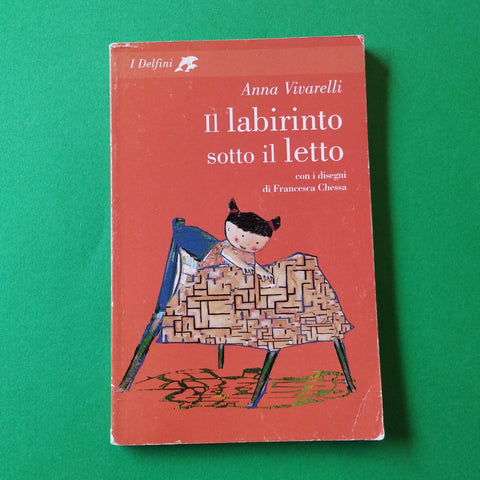 I Delfini
Anna Vivarelli
Il labirinto
sotto il letto
con i disegni
di Francesca Chessa